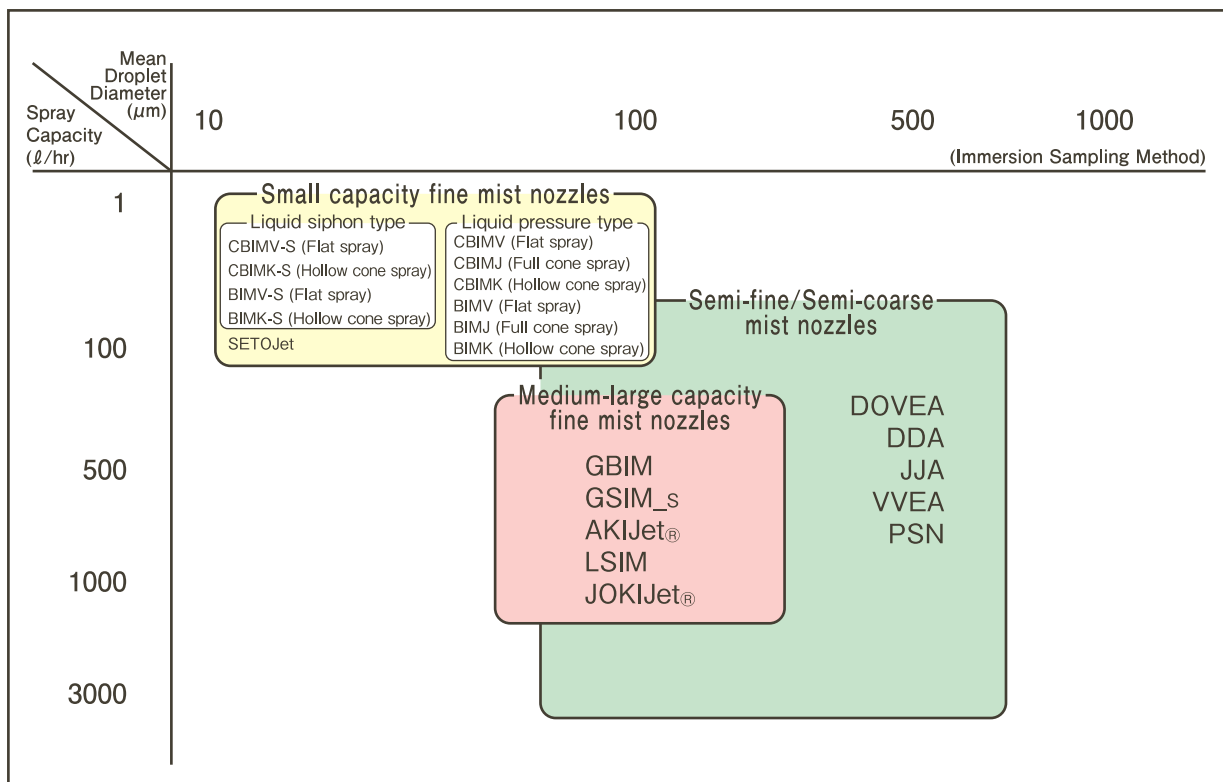 Mean
Droplet
Diameter
(μm)
Spray
Capacity
(ℓ/hr)
10
100
500
1000
(Immersion Sampling Method)
1
100
500
1000
3000
Small capacity fine mist nozzles
Liquid siphon type
CBIMV-S (Flat spray)
CBIMK-S (Hollow cone spray)
BIMV-S (Flat spray)
BIMK-S (Hollow cone spray)
SETOJet
Liquid pressure type
CBIMV (Flat spray)
CBIMJ (Full cone spray)
CBIMK (Hollow cone spray)
BIMV (Flat spray)
BIMJ (Full cone spray)
BIMK (Hollow cone spray)
Semi-fine/Semi-coarse
mist nozzles
DOVEA
DDA
JJA
VVEA
PSN
Medium-large capacity
fine mist nozzles
GBIM
GSIM_S
AKIJet®
LSIM
JOKIJet®